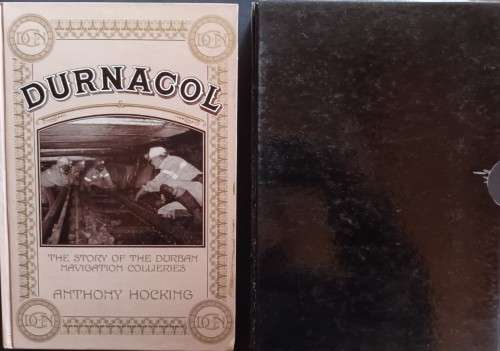 DURNACOL
THE STORY OF THE DURBAN
NAVIGATION COLLIERIES
ANTHONY HOCKING